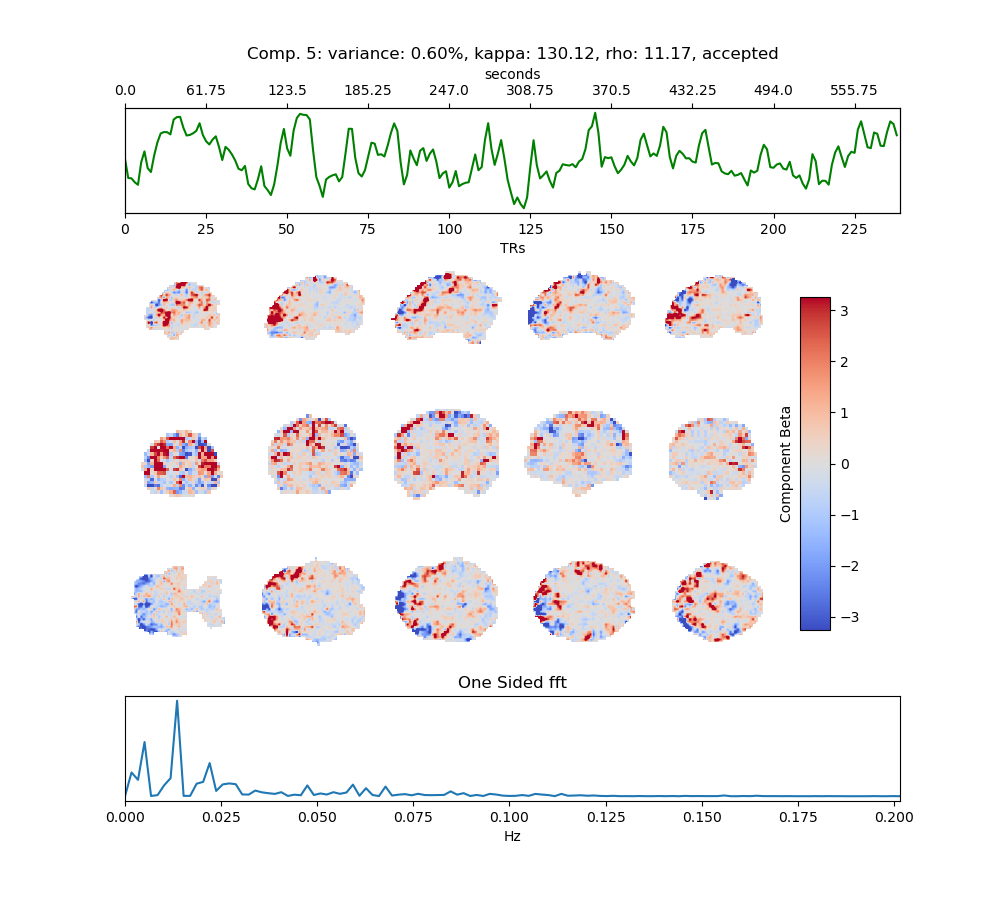 Comp. 5: variance: 0.60%, kappa: 130.12, rho: 11.17, accepted
seconds
0.0 61.75 123.5 185.25 247.0 308.75 370.5 432.25 494.0 555.75
0 25 50 75 100 125 150 175 200 225
TRs
3
2
1
0
−1
−2
−3
Component Beta
One Sided fft
0.000 0.025 0.050 0.075 0.100 0.125 0.150 0.175 0.200
Hz